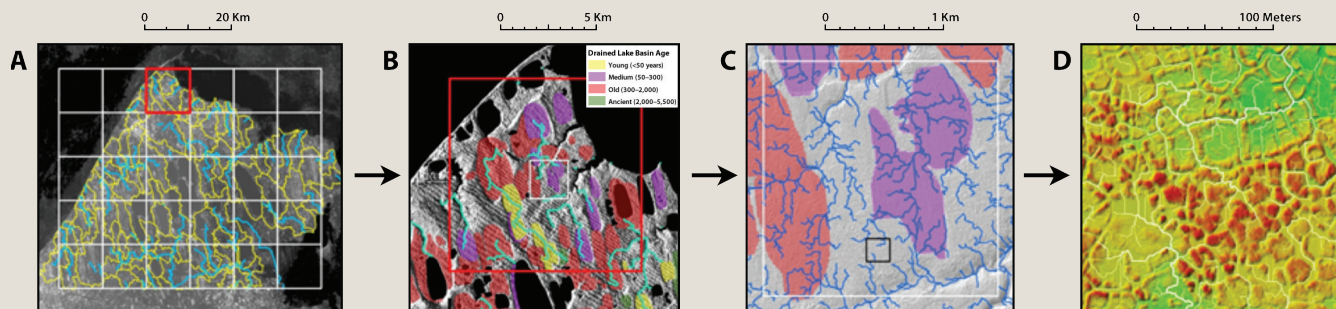 0 20 Km
0 5 Km
0 1 Km
0 100 Meters
A
B
C
D
Drained Lake Basin Age
Young (<50 years)
Medium (50–300)
Old (300–2,000)
Ancient (2,000–5,500)